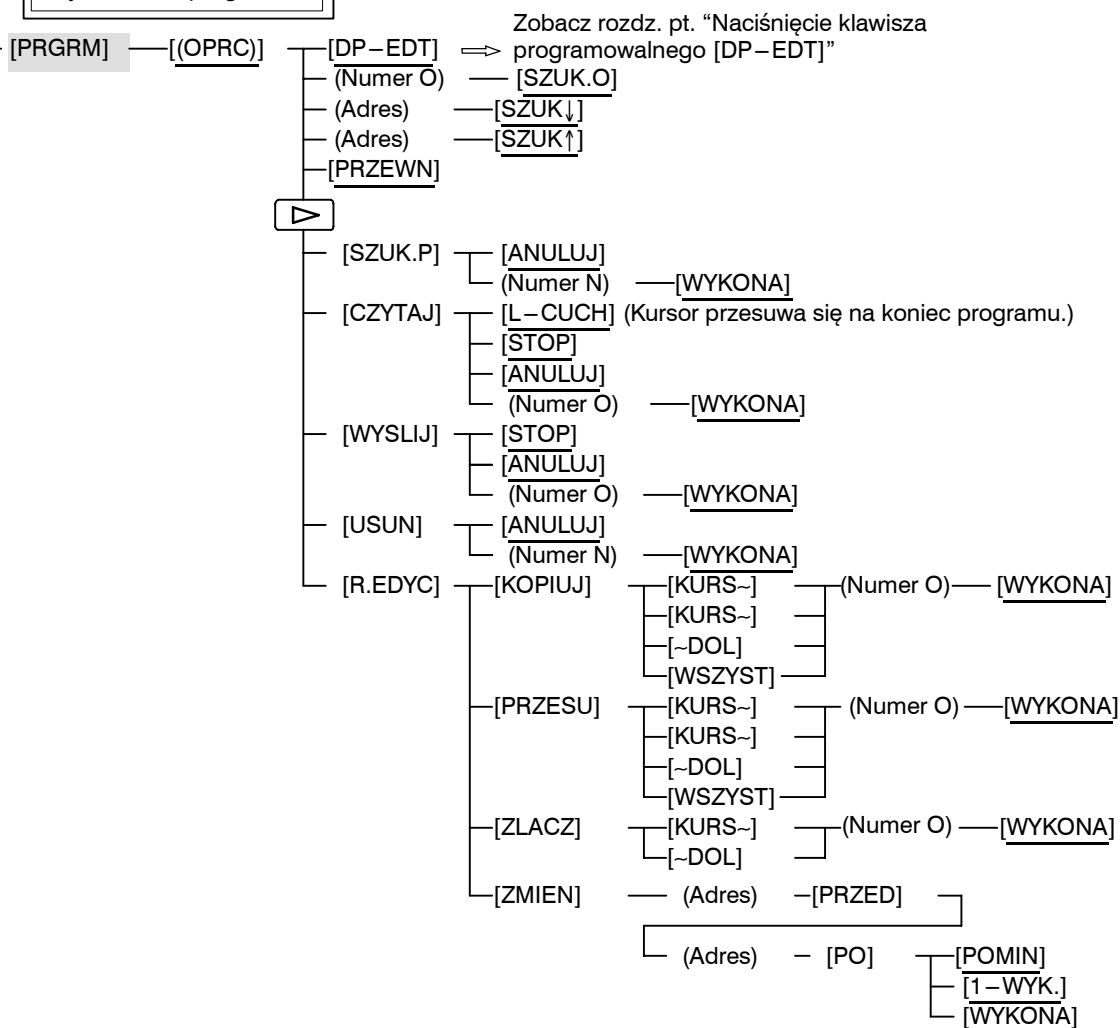 Zobacz rozdz. pt. “Naciśnięcie klawisza
[PRGRM] [(OPRC)] [DP−EDT] ⇨ programowalnego [DP−EDT]”
(Numer O) [SZUK.O]
(Adres) [SZUK↓]
(Adres) [SZUK↑]
[PRZEWN]
[SZUK.P] [ANULUJ]
(Numer N) [WYKONA]
[CZYTAJ] [L−CUCH] (Kursor przesuwa się na koniec programu.)
[STOP]
[ANULUJ]
(Numer O) [WYKONA]
[WYSLIJ] [STOP]
[ANULUJ]
(Numer O) [WYKONA]
[USUN] [ANULUJ]
(Numer N) [WYKONA]
[R.EDYC] [KOPIUJ] [KURS~] (Numer O) [WYKONA]
[KURS~]
[~DOL]
[WSZYST]
[PRZESU] [KURS~] (Numer O) [WYKONA]
[KURS~]
[~DOL]
[WSZYST]
[ZLACZ] [KURS~] (Numer O) [WYKONA]
[~DOL]
[ZMIEN] (Adres) [PRZED]
(Adres) [PO] [POMIN]
[1−WYK.]
[WYKONA]